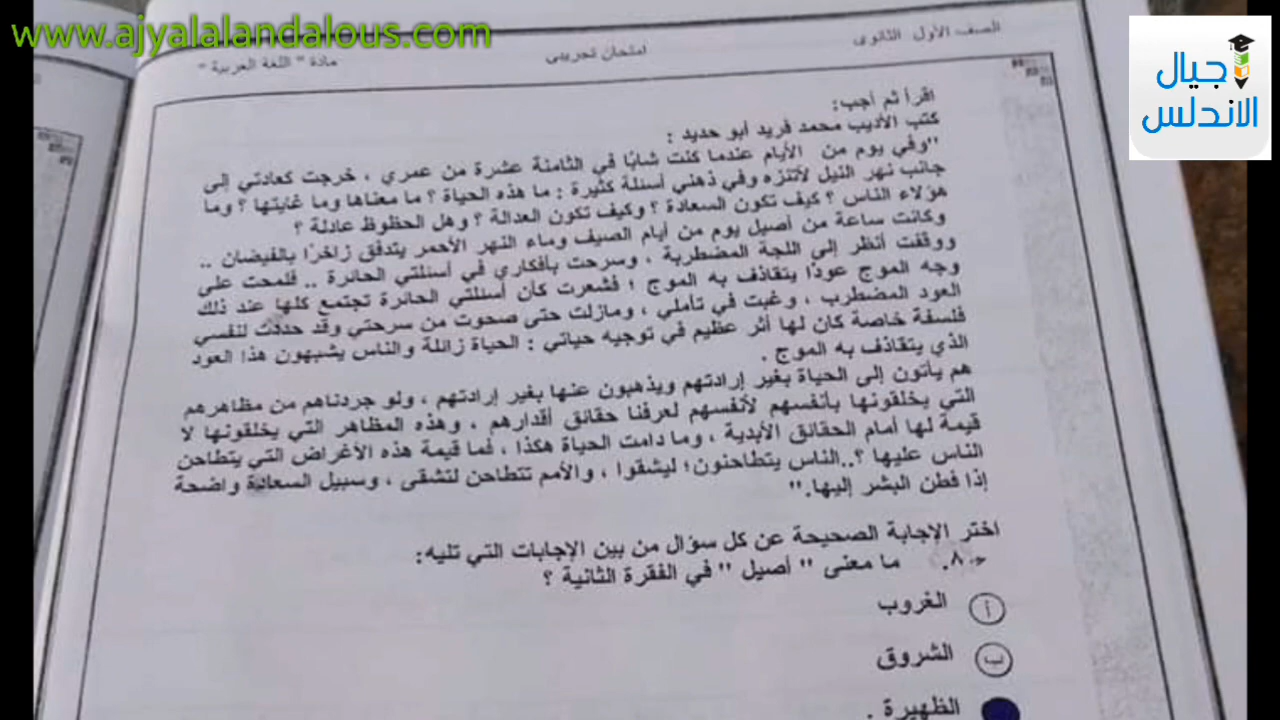 www.ajyalalandalous.com
أجيال
الاندلس
الصف الأول الثانوى
امتحان تجريبى
مادة " اللغة العربية "
اقرأ ثم أجب:
كتب الأديب محمد فريد أبو حديد :
"وفي يوم من الأيام عندما كنت شابًا في الثامنة عشرة من عمري ، خرجت كعادتي إلى
جانب نهر النيل لأتنزه وفي ذهني أسئلة كثيرة : ما هذه الحياة ؟ ما معناها وما غايتها ؟ وما
هؤلاء الناس ؟ كيف تكون السعادة ؟ وكيف تكون العدالة ؟ وهل الحظوظ عادلة ؟
وكانت ساعة من أصيل يوم من أيام الصيف وماء النهر الأحمر يتدفق زاخرًا بالفيضان ..
ووقفت أنظر إلى اللجة المضطربة ، وسرحت بأفكاري في أسئلتي الحائرة .. فلمحت على
وجه الموج عودًا يتقاذف به الموج ؛ فشعرت كأن أسئلتي الحائرة تجتمع كلها عند ذلك
العود المضطرب ، وغبت في تأملي ، ومازلت حتى صحوت من سرحتي وقد حددت لنفسي
فلسفة خاصة كان لها أثر عظيم في توجيه حياتي : الحياة زائلة والناس يشبهون هذا العود
الذي يتقاذف به الموج .
هم يأتون إلى الحياة بغير إرادتهم ويذهبون عنها بغير إرادتهم ، ولو جردناهم من مظاهرهم
التي يخلقونها بأنفسهم لأنفسهم لعرفنا حقائق أقدارهم ، وهذه المظاهر التي يخلقونها لا
قيمة لها أمام الحقائق الأبدية ، وما دامت الحياة هكذا ، فما قيمة هذه الأغراض التي يتطاحن
الناس عليها ؟..الناس يتطاحنون؛ ليشقوا ، والأمم تتطاحن لتشقى ، وسبيل السعادة واضحة
إذا فطن البشر إليها."
اختر الإجابة الصحيحة عن كل سؤال من بين الإجابات التي تليه:
٨. ما معنى " أصيل " في الفقرة الثانية ؟
أ الغروب
ب الشروق
الظهيرة .